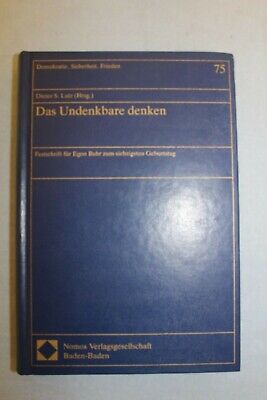 Demokratie, Sicherheit, Frieden
75
Dieter S. Lutz (Hrsg.)
Das Undenkbare denken
Festschrift für Egon Bahr zum siebzigsten Geburtstag
Nomos Verlagsgesellschaft
Baden-Baden